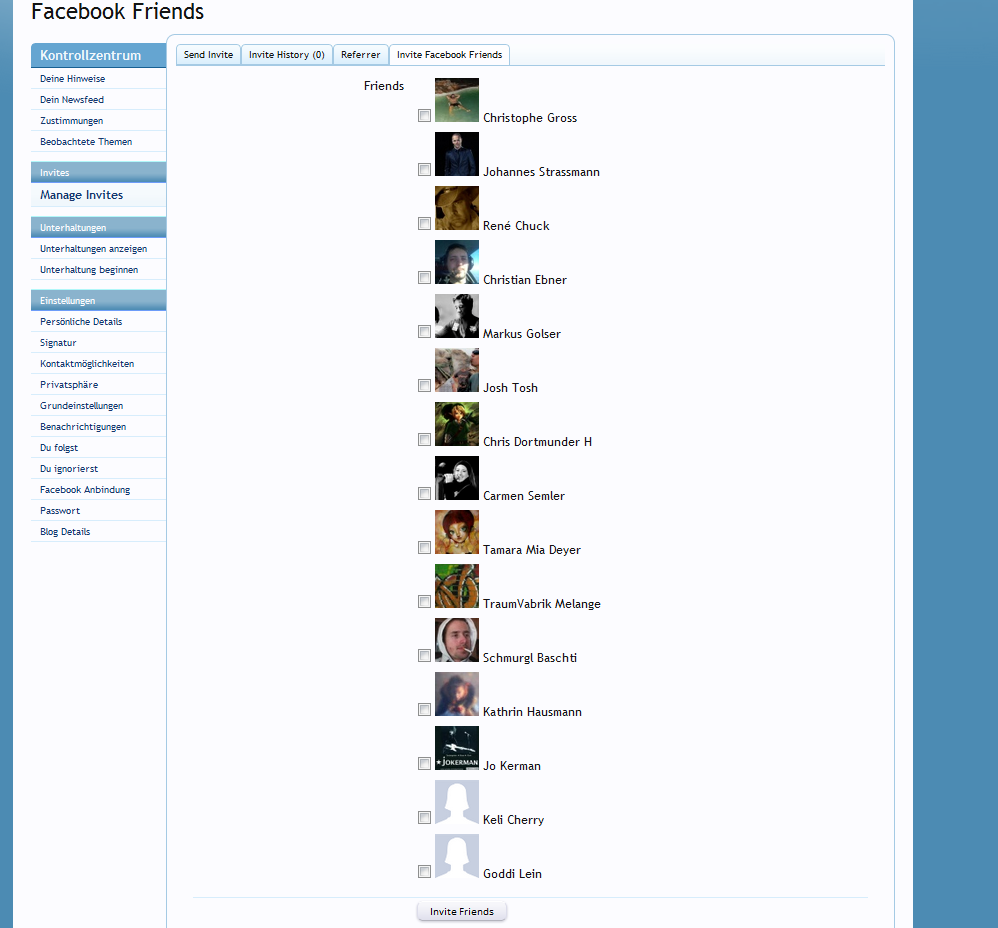 Facebook Friends
Kontrollzentrum
Deine Hinweise
Dein Newsfeed
Zustimmungen
Beobachtete Themen
Invites
Manage Invites
Unterhaltungen
Unterhaltungen anzeigen
Unterhaltung beginnen
Einstellungen
Persönliche Details
Signatur
Kontaktmöglichkeiten
Privatsphäre
Grundeinstellungen
Benachrichtigungen
Du folgst
Du ignorierst
Facebook Anbindung
Passwort
Blog Details
Send Invite
Invite History (0)
Referrer
Invite Facebook Friends
Friends
Christophe Gross
Johannes Strassmann
René Chuck
Christian Ebner
Markus Golser
Josh Tosh
Chris Dortmunder H
Carmen Semler
Tamara Mia Deyer
TraumVabrik Melange
Schmurgl Baschti
Kathrin Hausmann
JOKERMAN
Jo Kerman
Keli Cherry
Goddi Lein
Invite Friends